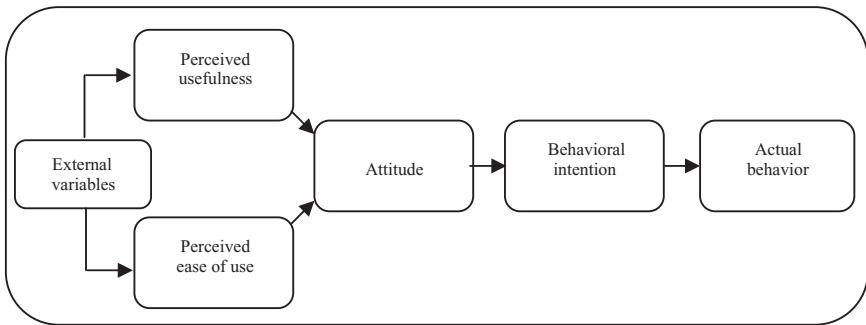 Perceived
usefulness
External
variables
Perceived
ease of use
Attitude
Behavioral
intention
Actual
behavior